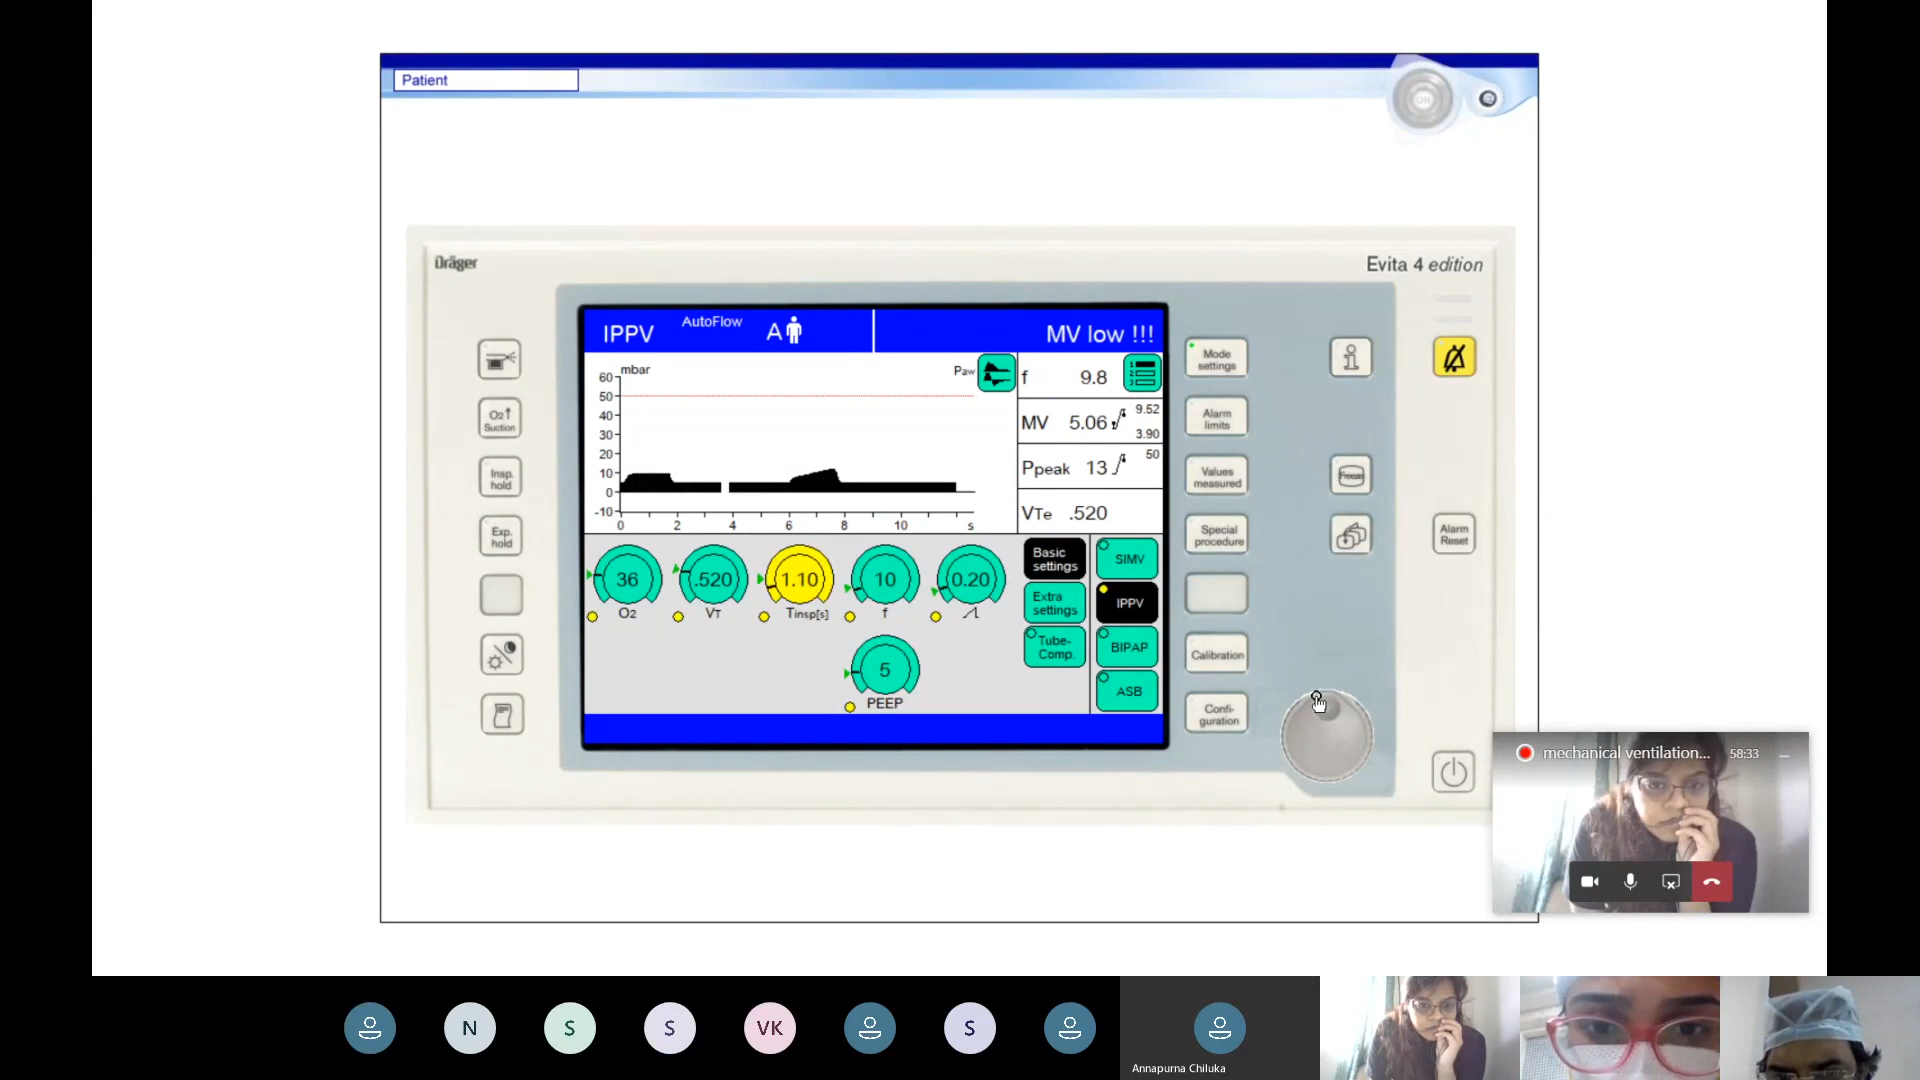 Patient
ON
Dräger
Evita 4 edition
IPPV
AutoFlow
A
MV low !!!
mbar
Paw
60
50
40
30
20
10
0
-10
0
2
4
6
8
10
s
f 9.8
MV 5.06 9.52
3.90
Ppeak 13 50
VTe .520
36
O2
.520
VT
1.10
Tinsp[s]
10
f
0.20
5
PEEP
Basic
settings
Extra
settings
Tube-
Comp.
SIMV
IPPV
BIPAP
ASB
O2↑
Suction
Insp.
hold
Exp.
hold
Mode
settings
Alarm
limits
Values
measured
Special
procedure
Calibration
Confi-
guration
i
Freeze
Alarm
Reset
mechanical ventilation... 58:33
N
S
S
VK
S
Annapurna Chiluka